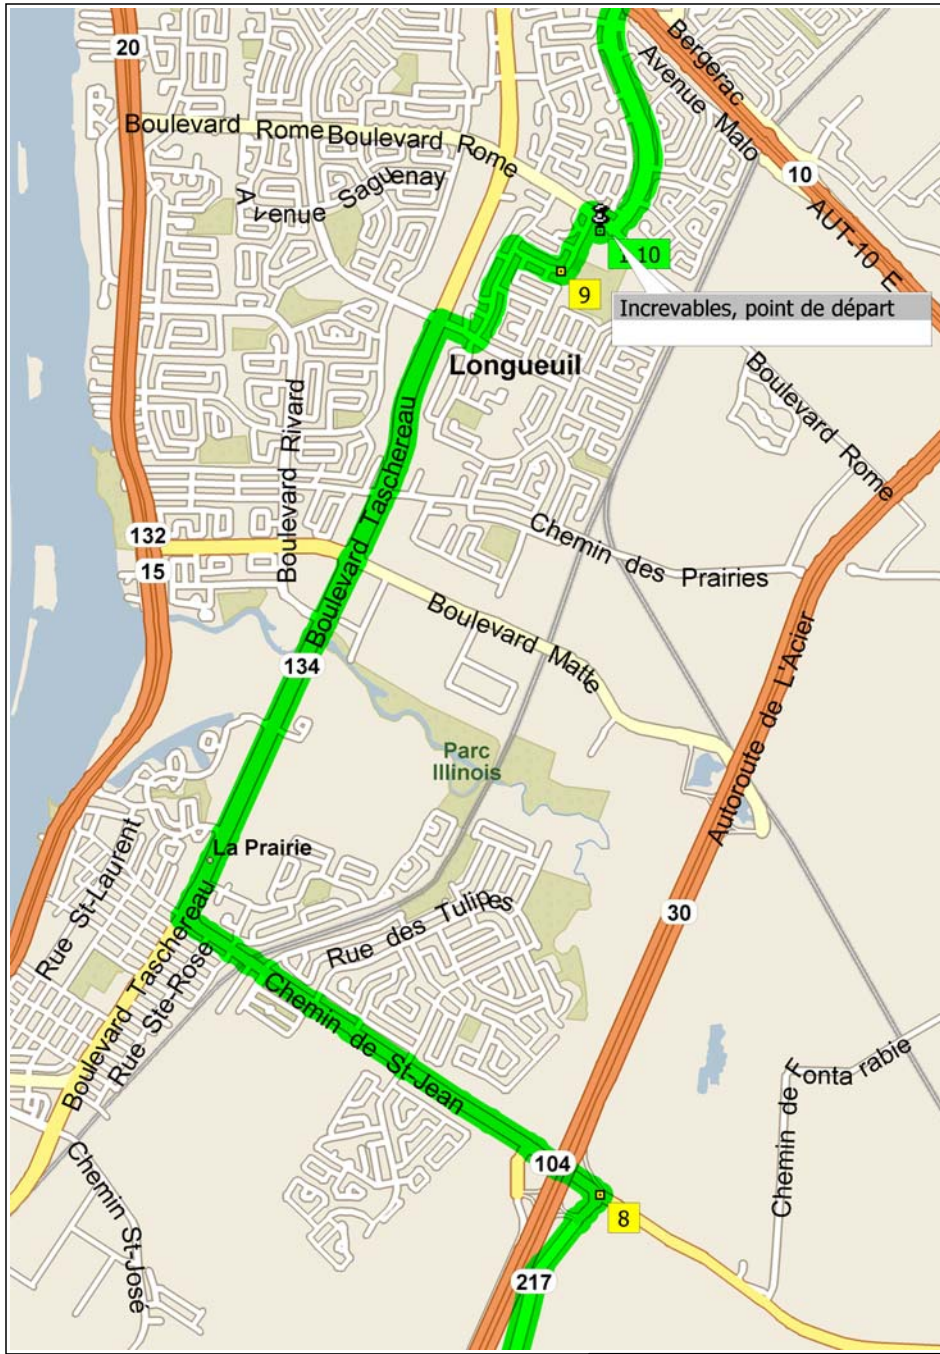 20
Bergerac
Avenue Malo
Boulevard Rome
Boulevard Rome
10
Avenue Saguenay
AUT-10 E
1-10
9
Increvables, point de départ
Longueuil
Boulevard Rome
Boulevard Rivard
Boulevard Taschereau
132
15
Chemin des Prairies
Boulevard Matte
134
Autoroute de L'Acier
Parc
Illinois
La Prairie
Rue St-Laurent
Rue des Tulipes
30
Boulevard Taschereau
Rue Ste-Rose
Chemin de St-Jean
Chemin de Fontarabie
104
8
Chemin St-José
217